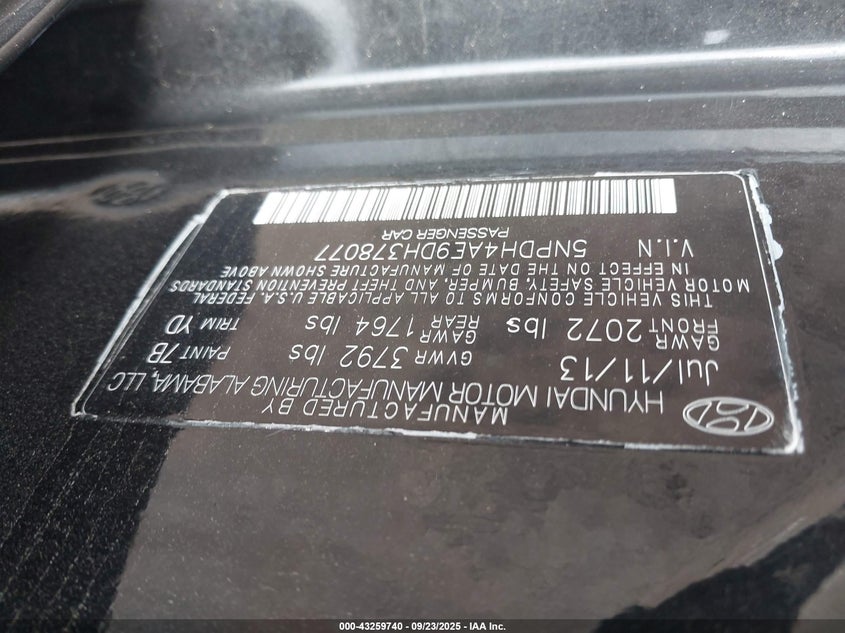 MANUFACTURED BY
HYUNDAI MOTOR MANUFACTURING ALABAMA, LLC
Jul/11/13 GVWR 3792 lbs PAINT 7B
GAWR FRONT 2072 lbs GAWR REAR 1764 lbs TRIM YD
THIS VEHICLE CONFORMS TO ALL APPLICABLE U.S.A. FEDERAL
MOTOR VEHICLE SAFETY, BUMPER, AND THEFT PREVENTION STANDARDS
IN EFFECT ON THE DATE OF MANUFACTURE SHOWN ABOVE
V.I.N 5NPDH4AE9DH378077
PASSENGER CAR
000-43259740 - 09/23/2025 - IAA Inc.